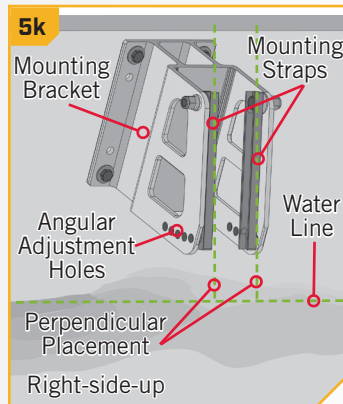 5k
Mounting
Bracket
Mounting
Straps
Angular
Adjustment
Holes
Water
Line
Perpendicular
Placement
Right-side-up